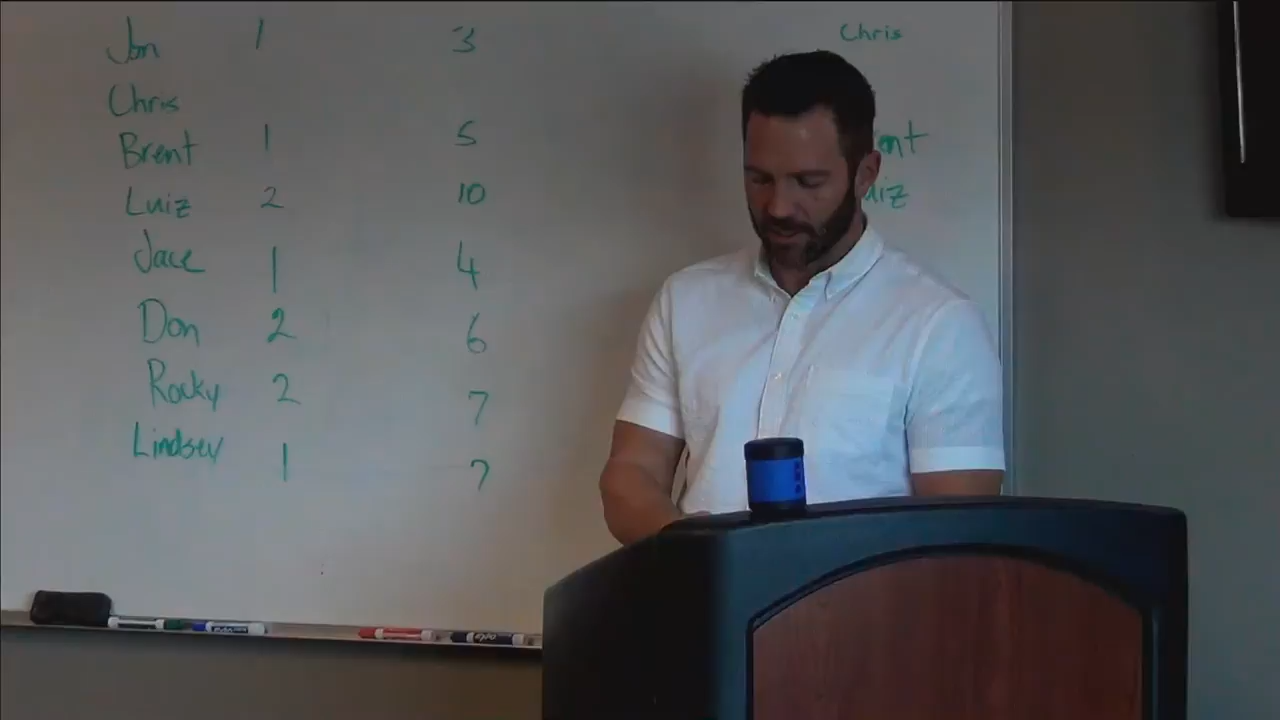 Jon 1 3 Chris
Chris
Brent 1 5
Luiz 2 10
Jace 1 4
Don 2 6
Rocky 2 7
Lindsey 1 7